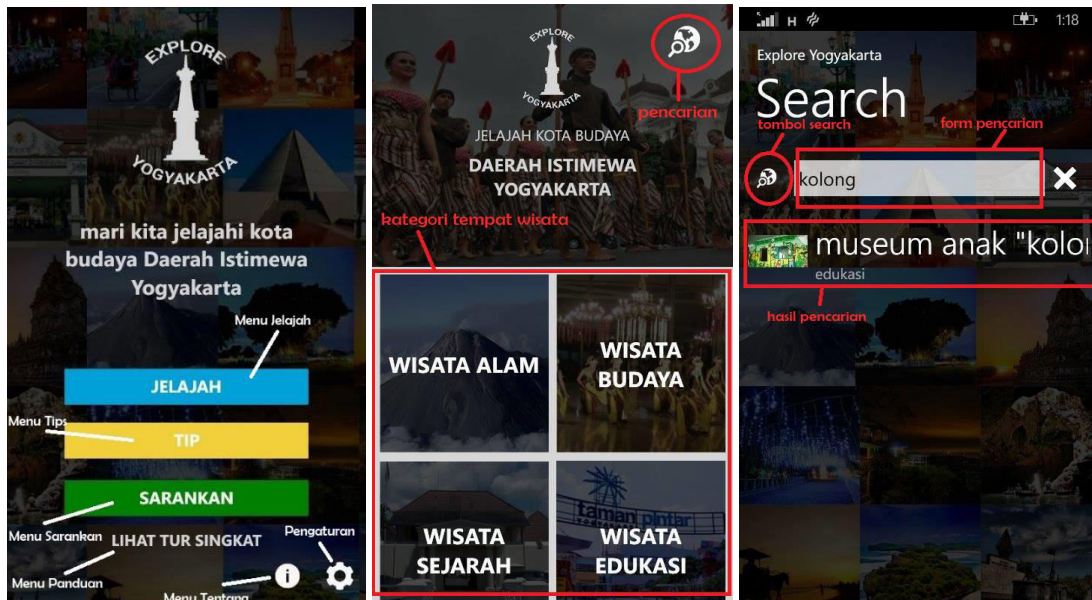 EXPLORE
YOGYAKARTA
mari kita jelajahi kota
budaya Daerah Istimewa
Yogyakarta
Menu Jelajah
JELAJAH
Menu Tips
TIP
SARANKAN
Menu Sarankan
LIHAT TUR SINGKAT
Pengaturan
Menu Panduan
Menu Tentang
EXPLORE
YOGYAKARTA
pencarian
JELAJAH KOTA BUDAYA
DAERAH ISTIMEWA
YOGYAKARTA
kategori tempat wisata
WISATA ALAM
WISATA
BUDAYA
WISATA
SEJARAH
taman pintar
WISATA
EDUKASI
H
1:18
Explore Yogyakarta
Search
tombol search
form pencarian
kolong
museum anak "kolo
edukasi
hasil pencarian